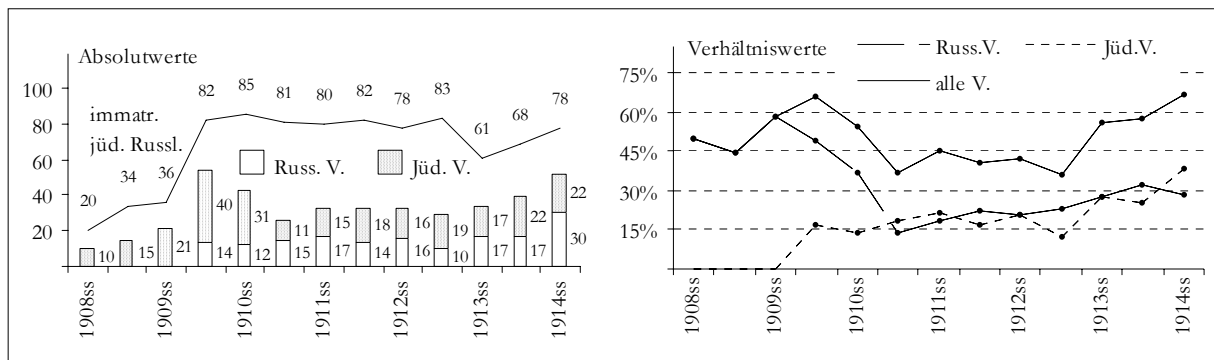 Absolutwerte
100
80
60
40
20
immatr.
jüd. Russl.
20
34
36
82
85
81
80
82
78
83
61
68
78
Russ. V.
Jüd. V.
10
15
21
40
14
31
12
11
15
15
17
18
14
16
16
19
10
17
17
22
17
22
30
1908ss
1909ss
1910ss
1911ss
1912ss
1913ss
1914ss
Verhältniswerte
Russ.V.
Jüd.V.
alle V.
75%
60%
45%
30%
15%
1908ss
1909ss
1910ss
1911ss
1912ss
1913ss
1914ss